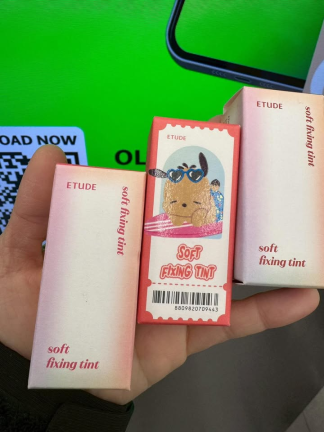 OAD NOW
OL
ETUDE
soft fixing tint
soft
fixing tint
ETUDE
SOFT
FIXING TINT
8809820709463
ETUDE
soft fixing tint
soft
fixing tint